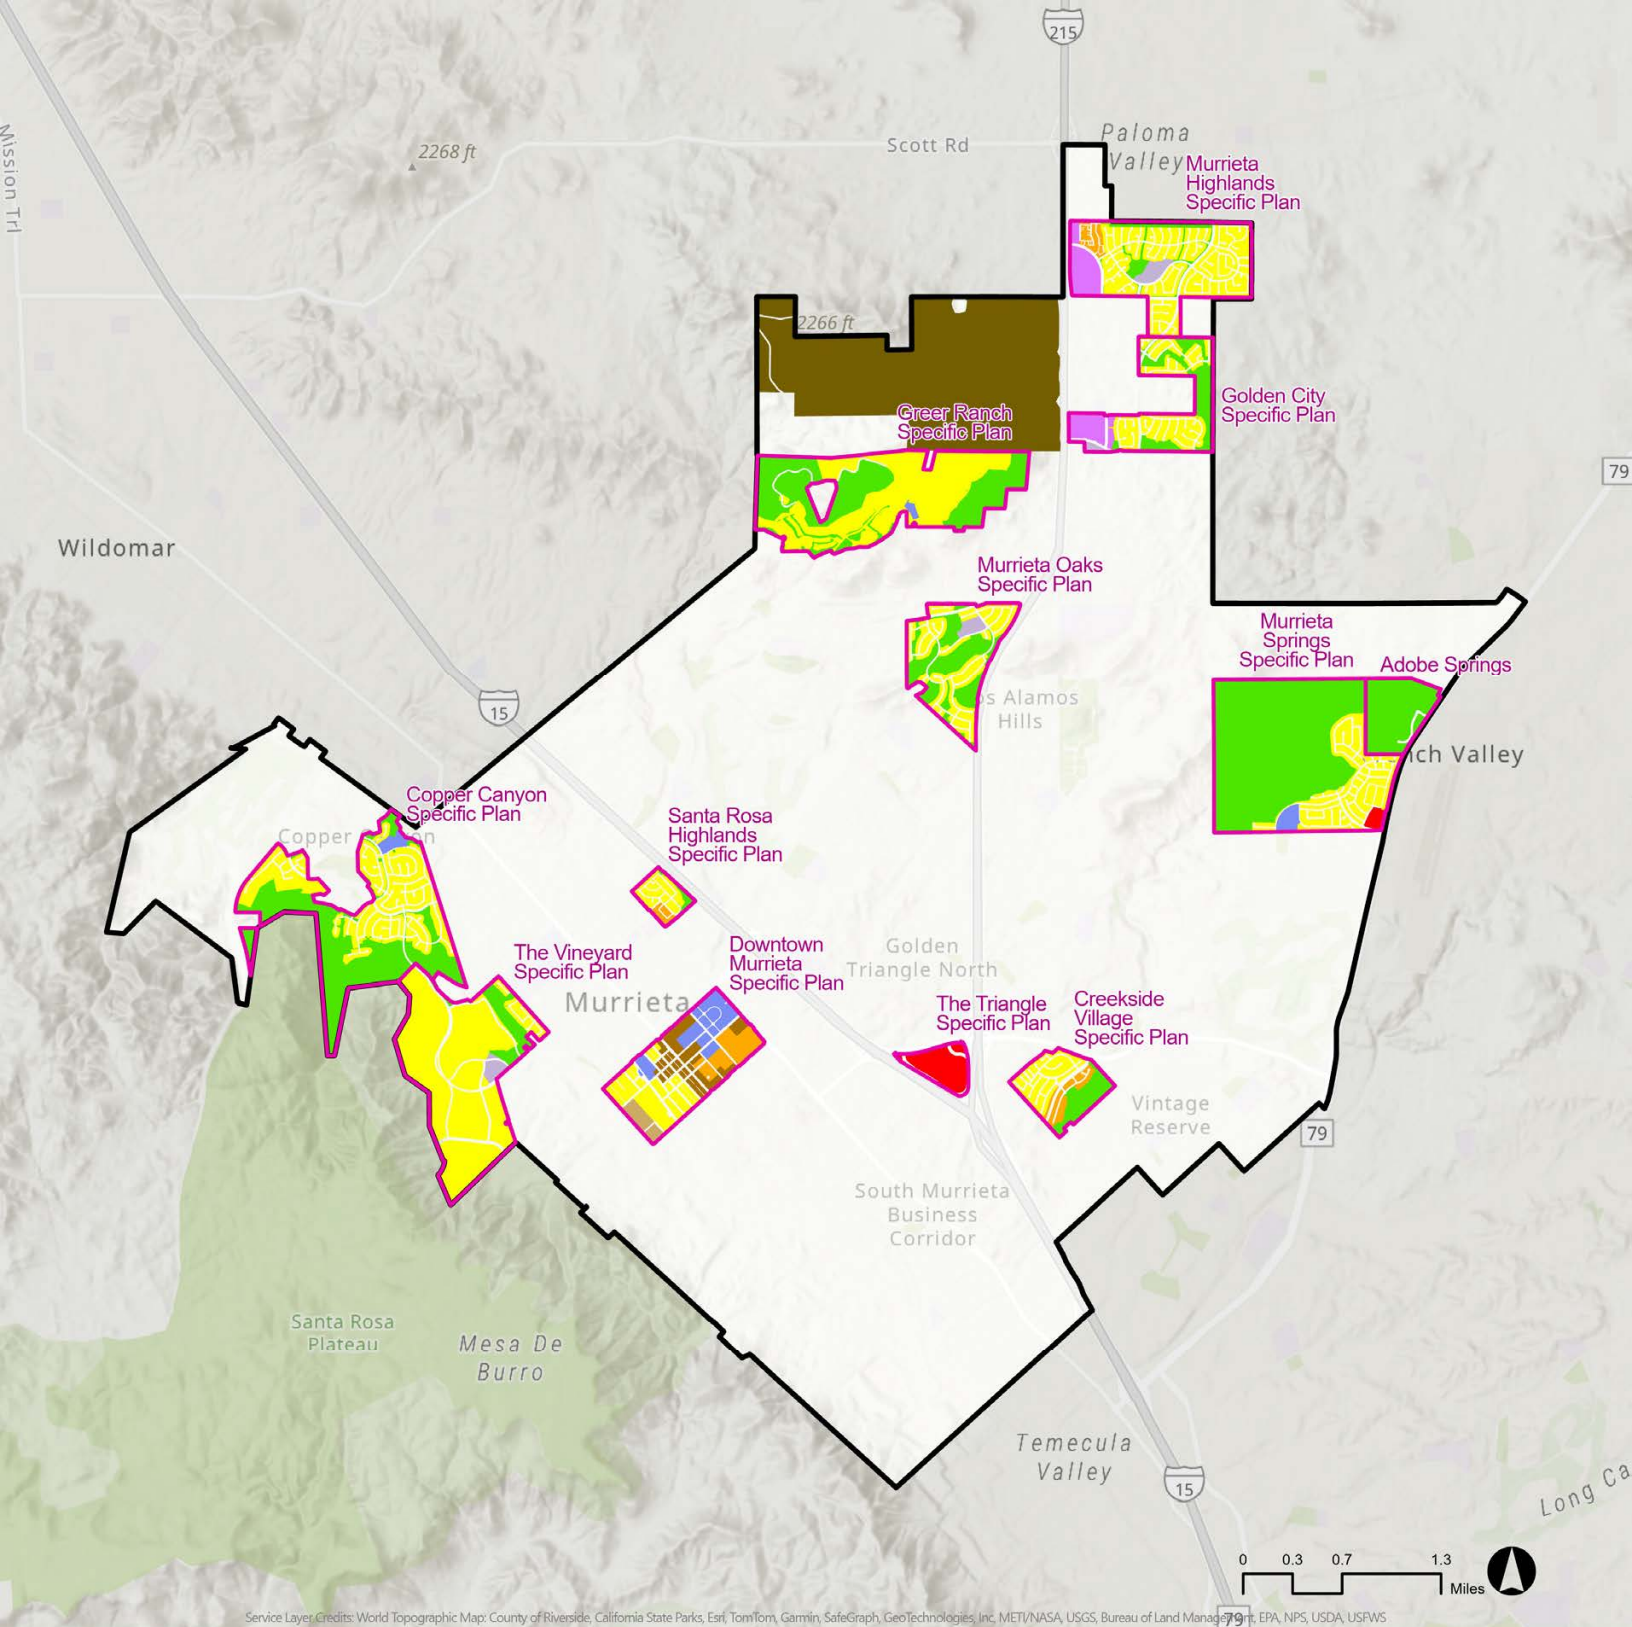 215
Mission Trl
2268 ft
Scott Rd
Paloma
Valley
Murrieta
Highlands
Specific Plan
2266 ft
Greer Ranch
Specific Plan
Golden City
Specific Plan
79
Wildomar
Murrieta Oaks
Specific Plan
Murrieta
Springs
Specific Plan
Adobe Springs
os Alamos
Hills
15
nch Valley
Copper Canyon
Specific Plan
Copper C on
Santa Rosa
Highlands
Specific Plan
The Vineyard
Specific Plan
Downtown
Murrieta
Specific Plan
Golden
Triangle North
Murrieta
The Triangle
Specific Plan
Creekside
Village
Specific Plan
Vintage
Reserve
79
South Murrieta
Business
Corridor
Santa Rosa
Plateau
Mesa De
Burro
Temecula
Valley
15
Long Ca
0 0.3 0.7 1.3
Miles
Service Layer Credits: World Topographic Map: County of Riverside, California State Parks, Esri, TomTom, Garmin, SafeGraph, GeoTechnologies, Inc, METI/NASA, USGS, Bureau of Land Management, EPA, NPS, USDA, USFWS
79